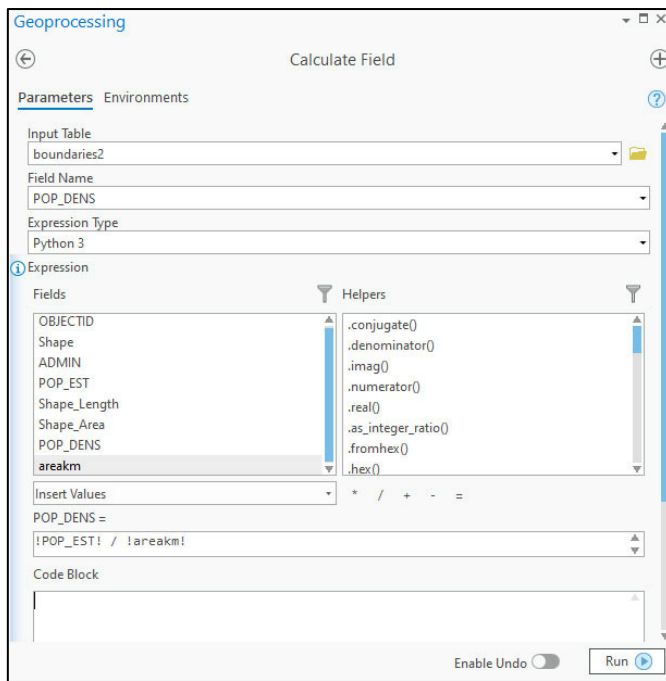 Geoprocessing
Calculate Field
Parameters Environments
?
Input Table
boundaries2
Field Name
POP_DENS
Expression Type
Python 3
Expression
Fields
Helpers
OBJECTID
Shape
ADMIN
POP_EST
Shape_Length
Shape_Area
POP_DENS
areakm
.conjugate()
.denominator()
.imag()
.numerator()
.real()
.as_integer_ratio()
.fromhex()
.hex()
Insert Values
* / + - =
POP_DENS =
!POP_EST! / !areakm!
Code Block
Enable Undo
Run